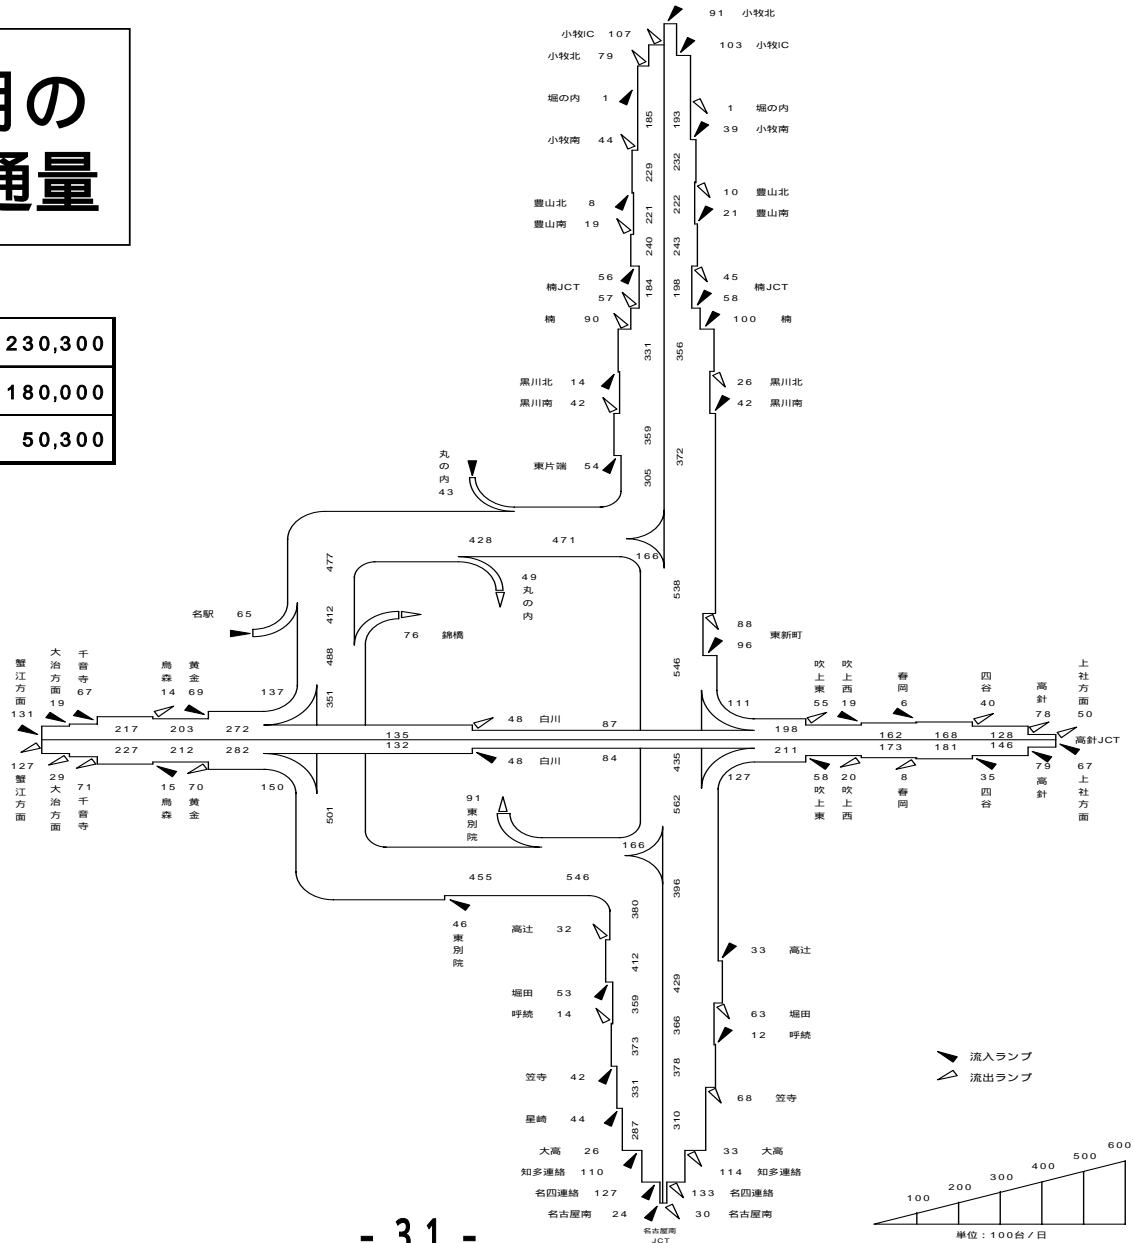 月の
通量
230,300
180,000
50,300
91 小牧北
小牧IC 107
103 小牧IC
小牧北 79
堀の内 1
1 堀の内
185
193
39 小牧南
小牧南 44
229
232
10 豊山北
豊山北 8
221
222
21 豊山南
豊山南 19
240
243
56
45
楠JCT
184
198
楠JCT
57
58
楠 90
100 楠
331
356
黒川北 14
26 黒川北
黒川南 42
42 黒川南
359
372
東片端 54
305
丸の内
43
428
471
166
477
49
丸の内
538
412
名駅 65
76 錦橋
88
東新町
96
488
546
351
蟹江方面
131
大治方面
19
千音寺
67
烏森
14
黄金
69
137
217
203
272
48 白川
87
135
132
48 白川
84
111
吹上東
55
吹上西
19
春岡
6
四谷
40
高針
78
上社方面
50
198
162
168
128
高針JCT
227
212
282
211
173
181
146
127
蟹江方面
29
大治方面
71
千音寺
15
烏森
70
黄金
150
435
127
58
吹上東
20
吹上西
8
春岡
35
四谷
79
高針
67
上社方面
501
91
東別院
562
166
455
546
396
380
46
東別院
高辻 32
33 高辻
412
429
堀田 53
359
63 堀田
呼続 14
366
12 呼続
373
378
笠寺 42
331
68 笠寺
星崎 44
310
287
大高 26
33 大高
知多連絡 110
114 知多連絡
名四連絡 127
133 名四連絡
名古屋南 24
30 名古屋南
名古屋南
JCT
流入ランプ
流出ランプ
100
200
300
400
500
600
単位：100台/日
- 31 -